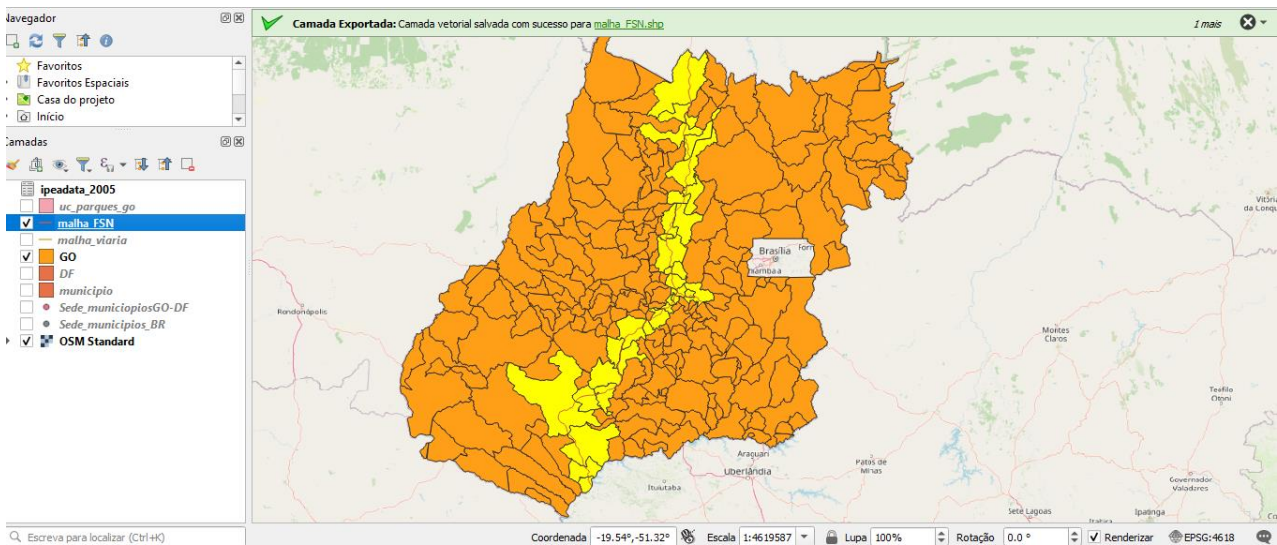 Navegador
Camada Exportada: Camada vetorial salvada com sucesso para malha_FSN.shp
1 mais
Favoritos
Favoritos Espaciais
Casa do projeto
Início
Camadas
ipeadata_2005
uc_parques_go
malha_FSN
malha_viaria
GO
DF
municipio
Sede_municiopiosGO-DF
Sede_municipios_BR
OSM Standard
Vitória
da Conqu
Brasília
Form
Rondonópolis
Montes
Claros
Teófilo
Otoni
Araguari
Uberlândia
Patos de
Minas
Ituiutaba
Governador
Valadares
Sete Lagoas
Ipatinga
Escreva para localizar (Ctrl+K)
Coordenada -19.54°,-51.32° Escala 1:4619587 Lupa 100% Rotação 0.0 ° Renderizar EPSG:4618